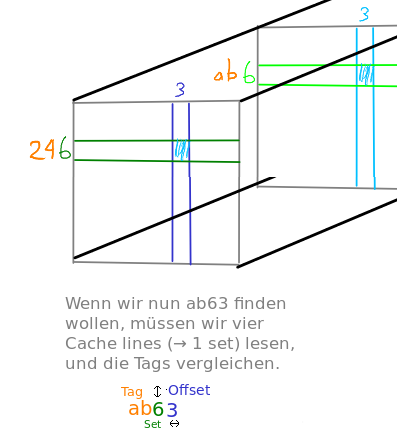 3
ab6
3
246
Wenn wir nun ab63 finden
wollen, müssen wir vier
Cache lines (→ 1 set) lesen,
und die Tags vergleichen.
Tag ↕ Offset
ab63
Set ↔